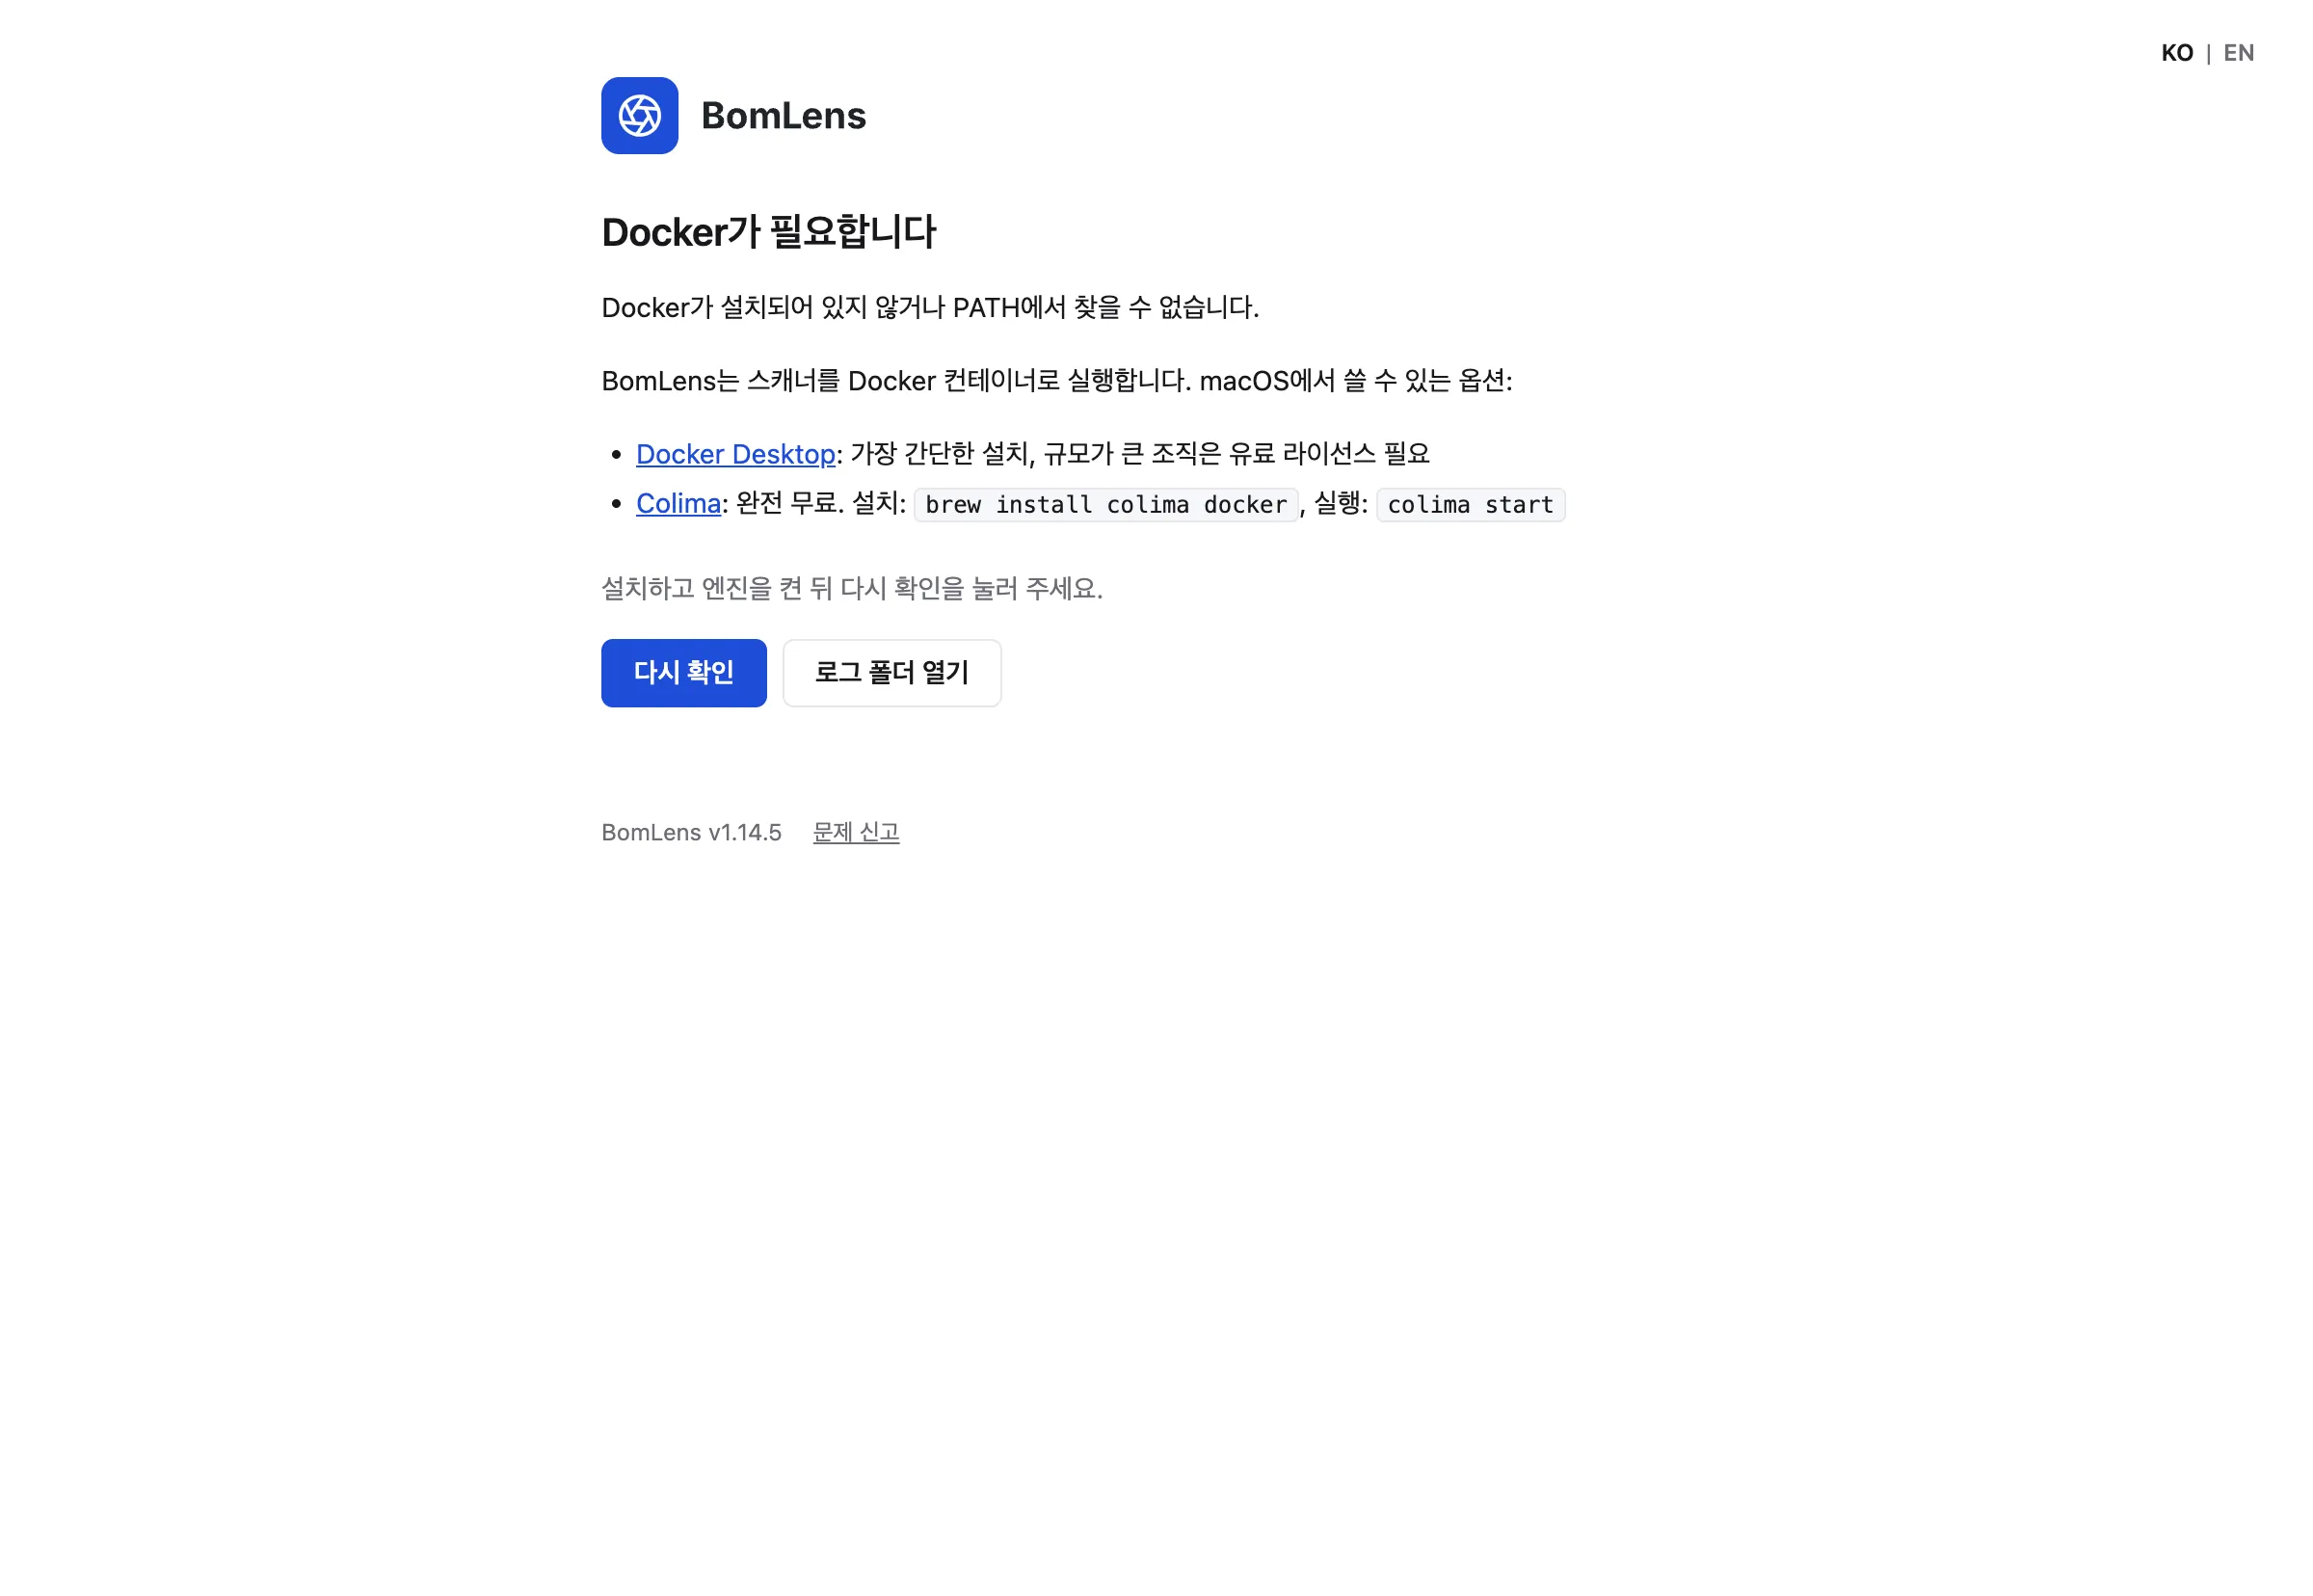 KO | EN
BomLens
Docker가 필요합니다
Docker가 설치되어 있지 않거나 PATH에서 찾을 수 없습니다.
BomLens는 스캐너를 Docker 컨테이너로 실행합니다. macOS에서 쓸 수 있는 옵션:
• Docker Desktop: 가장 간단한 설치, 규모가 큰 조직은 유료 라이선스 필요
• Colima: 완전 무료. 설치: brew install colima docker, 실행: colima start
설치하고 엔진을 켠 뒤 다시 확인을 눌러 주세요.
다시 확인 로그 폴더 열기
BomLens v1.14.5 문제 신고